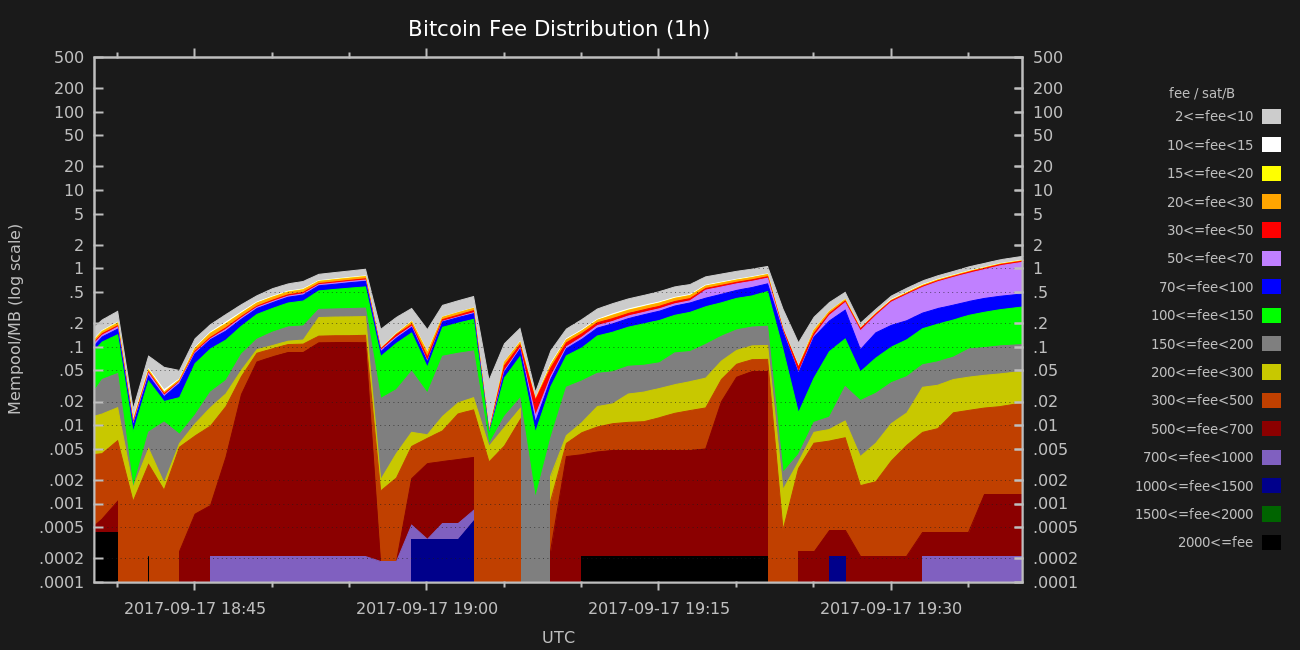 Bitcoin Fee Distribution (1h)
500 500
200 200
100 100
50 50
20 20
10 10
5 5
2 2
1 1
.5 .5
.2 .2
.1 .1
.05 .05
.02 .02
.01 .01
.005 .005
.002 .002
.001 .001
.0005 .0005
.0002 .0002
.0001 .0001
Mempool/MB (log scale)
2017-09-17 18:45 2017-09-17 19:00 2017-09-17 19:15 2017-09-17 19:30
UTC
fee / sat/B
2<=fee<10
10<=fee<15
15<=fee<20
20<=fee<30
30<=fee<50
50<=fee<70
70<=fee<100
100<=fee<150
150<=fee<200
200<=fee<300
300<=fee<500
500<=fee<700
700<=fee<1000
1000<=fee<1500
1500<=fee<2000
2000<=fee